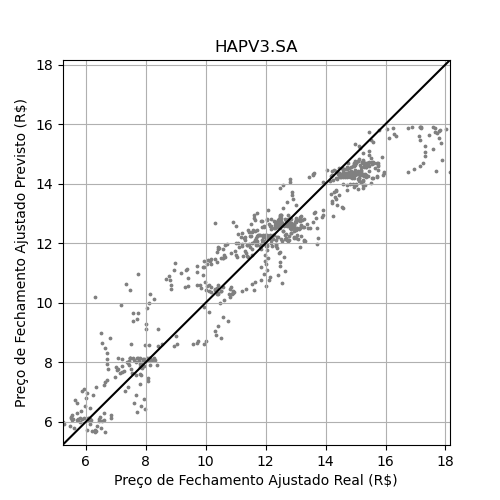 HAPV3.SA
Preço de Fechamento Ajustado Previsto (R$)
18
16
14
12
10
8
6
6 8 10 12 14 16 18
Preço de Fechamento Ajustado Real (R$)